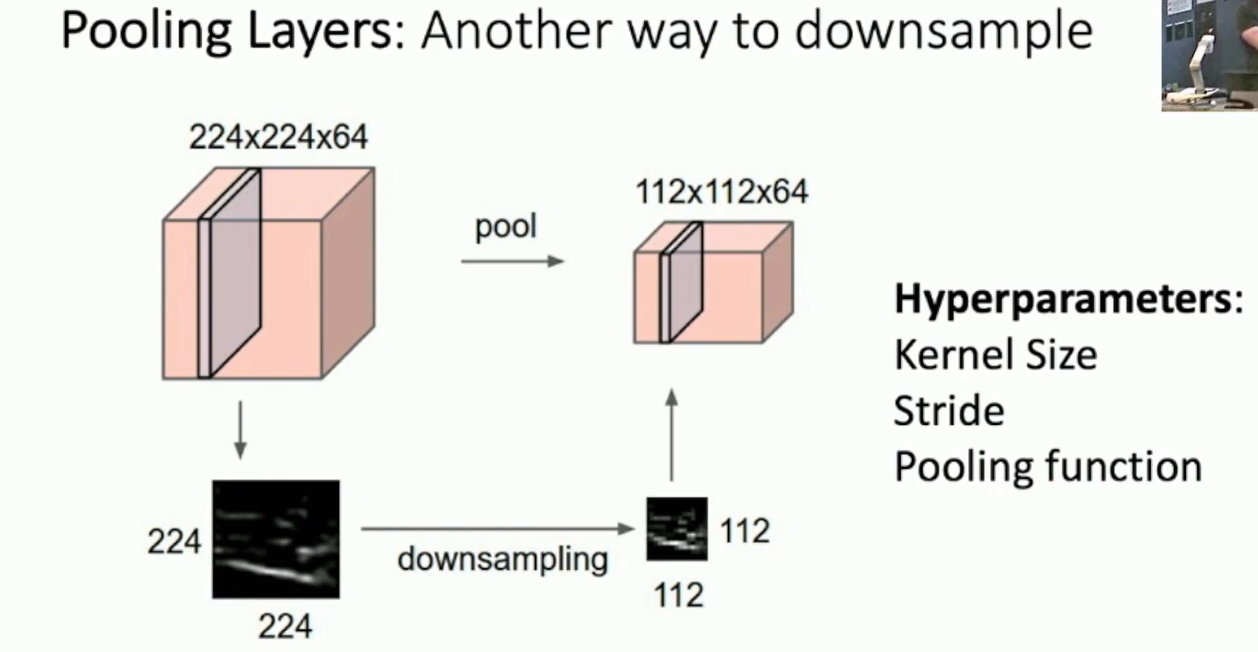 Pooling Layers: Another way to downsample
224x224x64
112x112x64
pool
Hyperparameters:
Kernel Size
Stride
Pooling function
224
224
downsampling
112
112